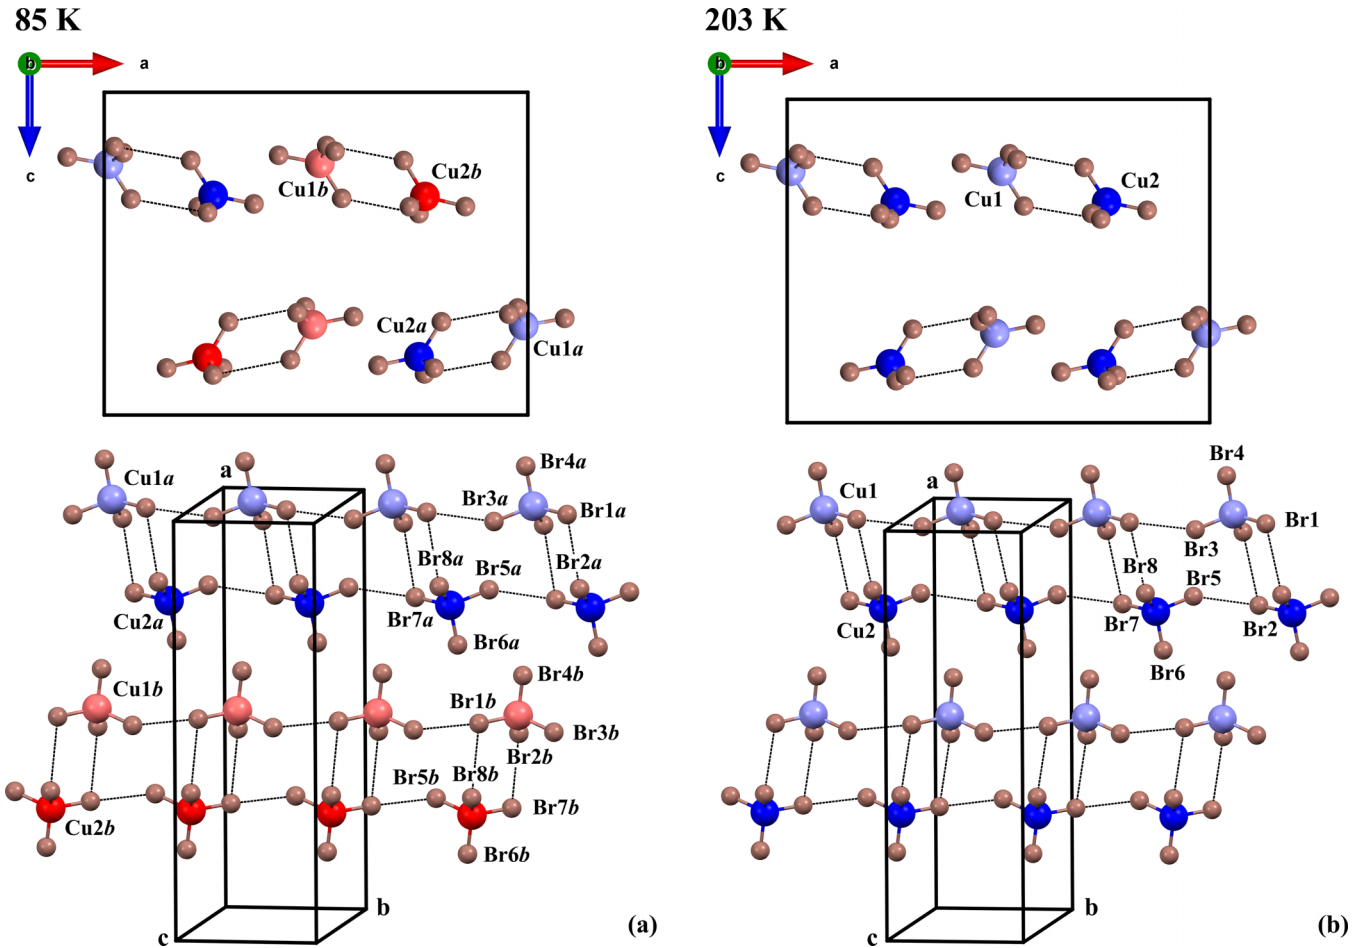 85 K
203 K
b
a
c
b
a
c
Cu1b
Cu2b
Cu2a
Cu1a
Cu1
Cu2
Cu1a
a
Br4a
Br3a
Br1a
Br8a
Br5a
Br2a
Cu2a
Br7a
Br6a
Cu1b
Br4b
Br1b
Br3b
Br2b
Br5b
Br8b
Br7b
Cu2b
Br6b
b
c
(a)
Br4
a
Cu1
Br1
Br3
Br8
Br5
Cu2
Br7
Br2
Br6
b
c
(b)